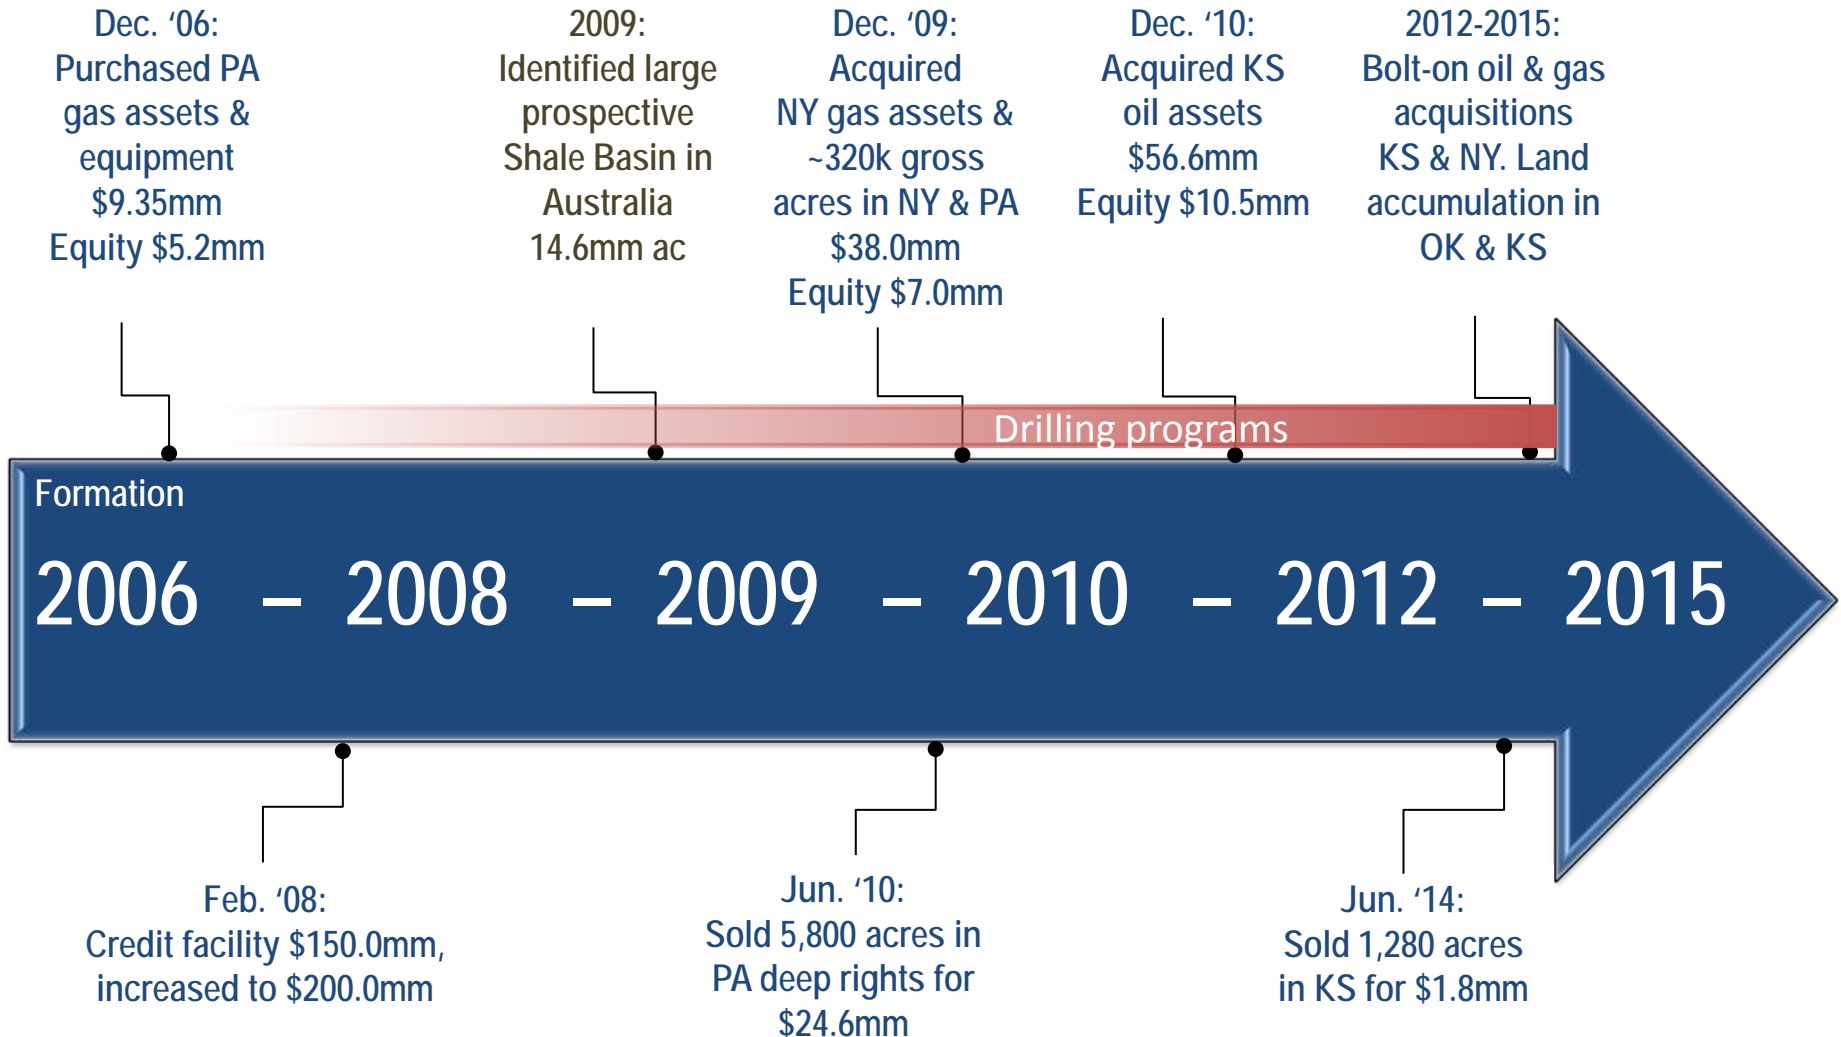 Dec. ‘06:
Purchased PA
gas assets &
equipment
$9.35mm
Equity $5.2mm
2009:
Identified large
prospective
Shale Basin in
Australia
14.6mm ac
Dec. ‘09:
Acquired
NY gas assets &
~320k gross
acres in NY & PA
$38.0mm
Equity $7.0mm
Dec. ‘10:
Acquired KS
oil assets
$56.6mm
Equity $10.5mm
2012-2015:
Bolt-on oil & gas
acquisitions
KS & NY. Land
accumulation in
OK & KS
Drilling programs
Formation
2006 – 2008 – 2009 – 2010 – 2012 – 2015
Feb. ‘08:
Credit facility $150.0mm,
increased to $200.0mm
Jun. ‘10:
Sold 5,800 acres in
PA deep rights for
$24.6mm
Jun. ‘14:
Sold 1,280 acres
in KS for $1.8mm